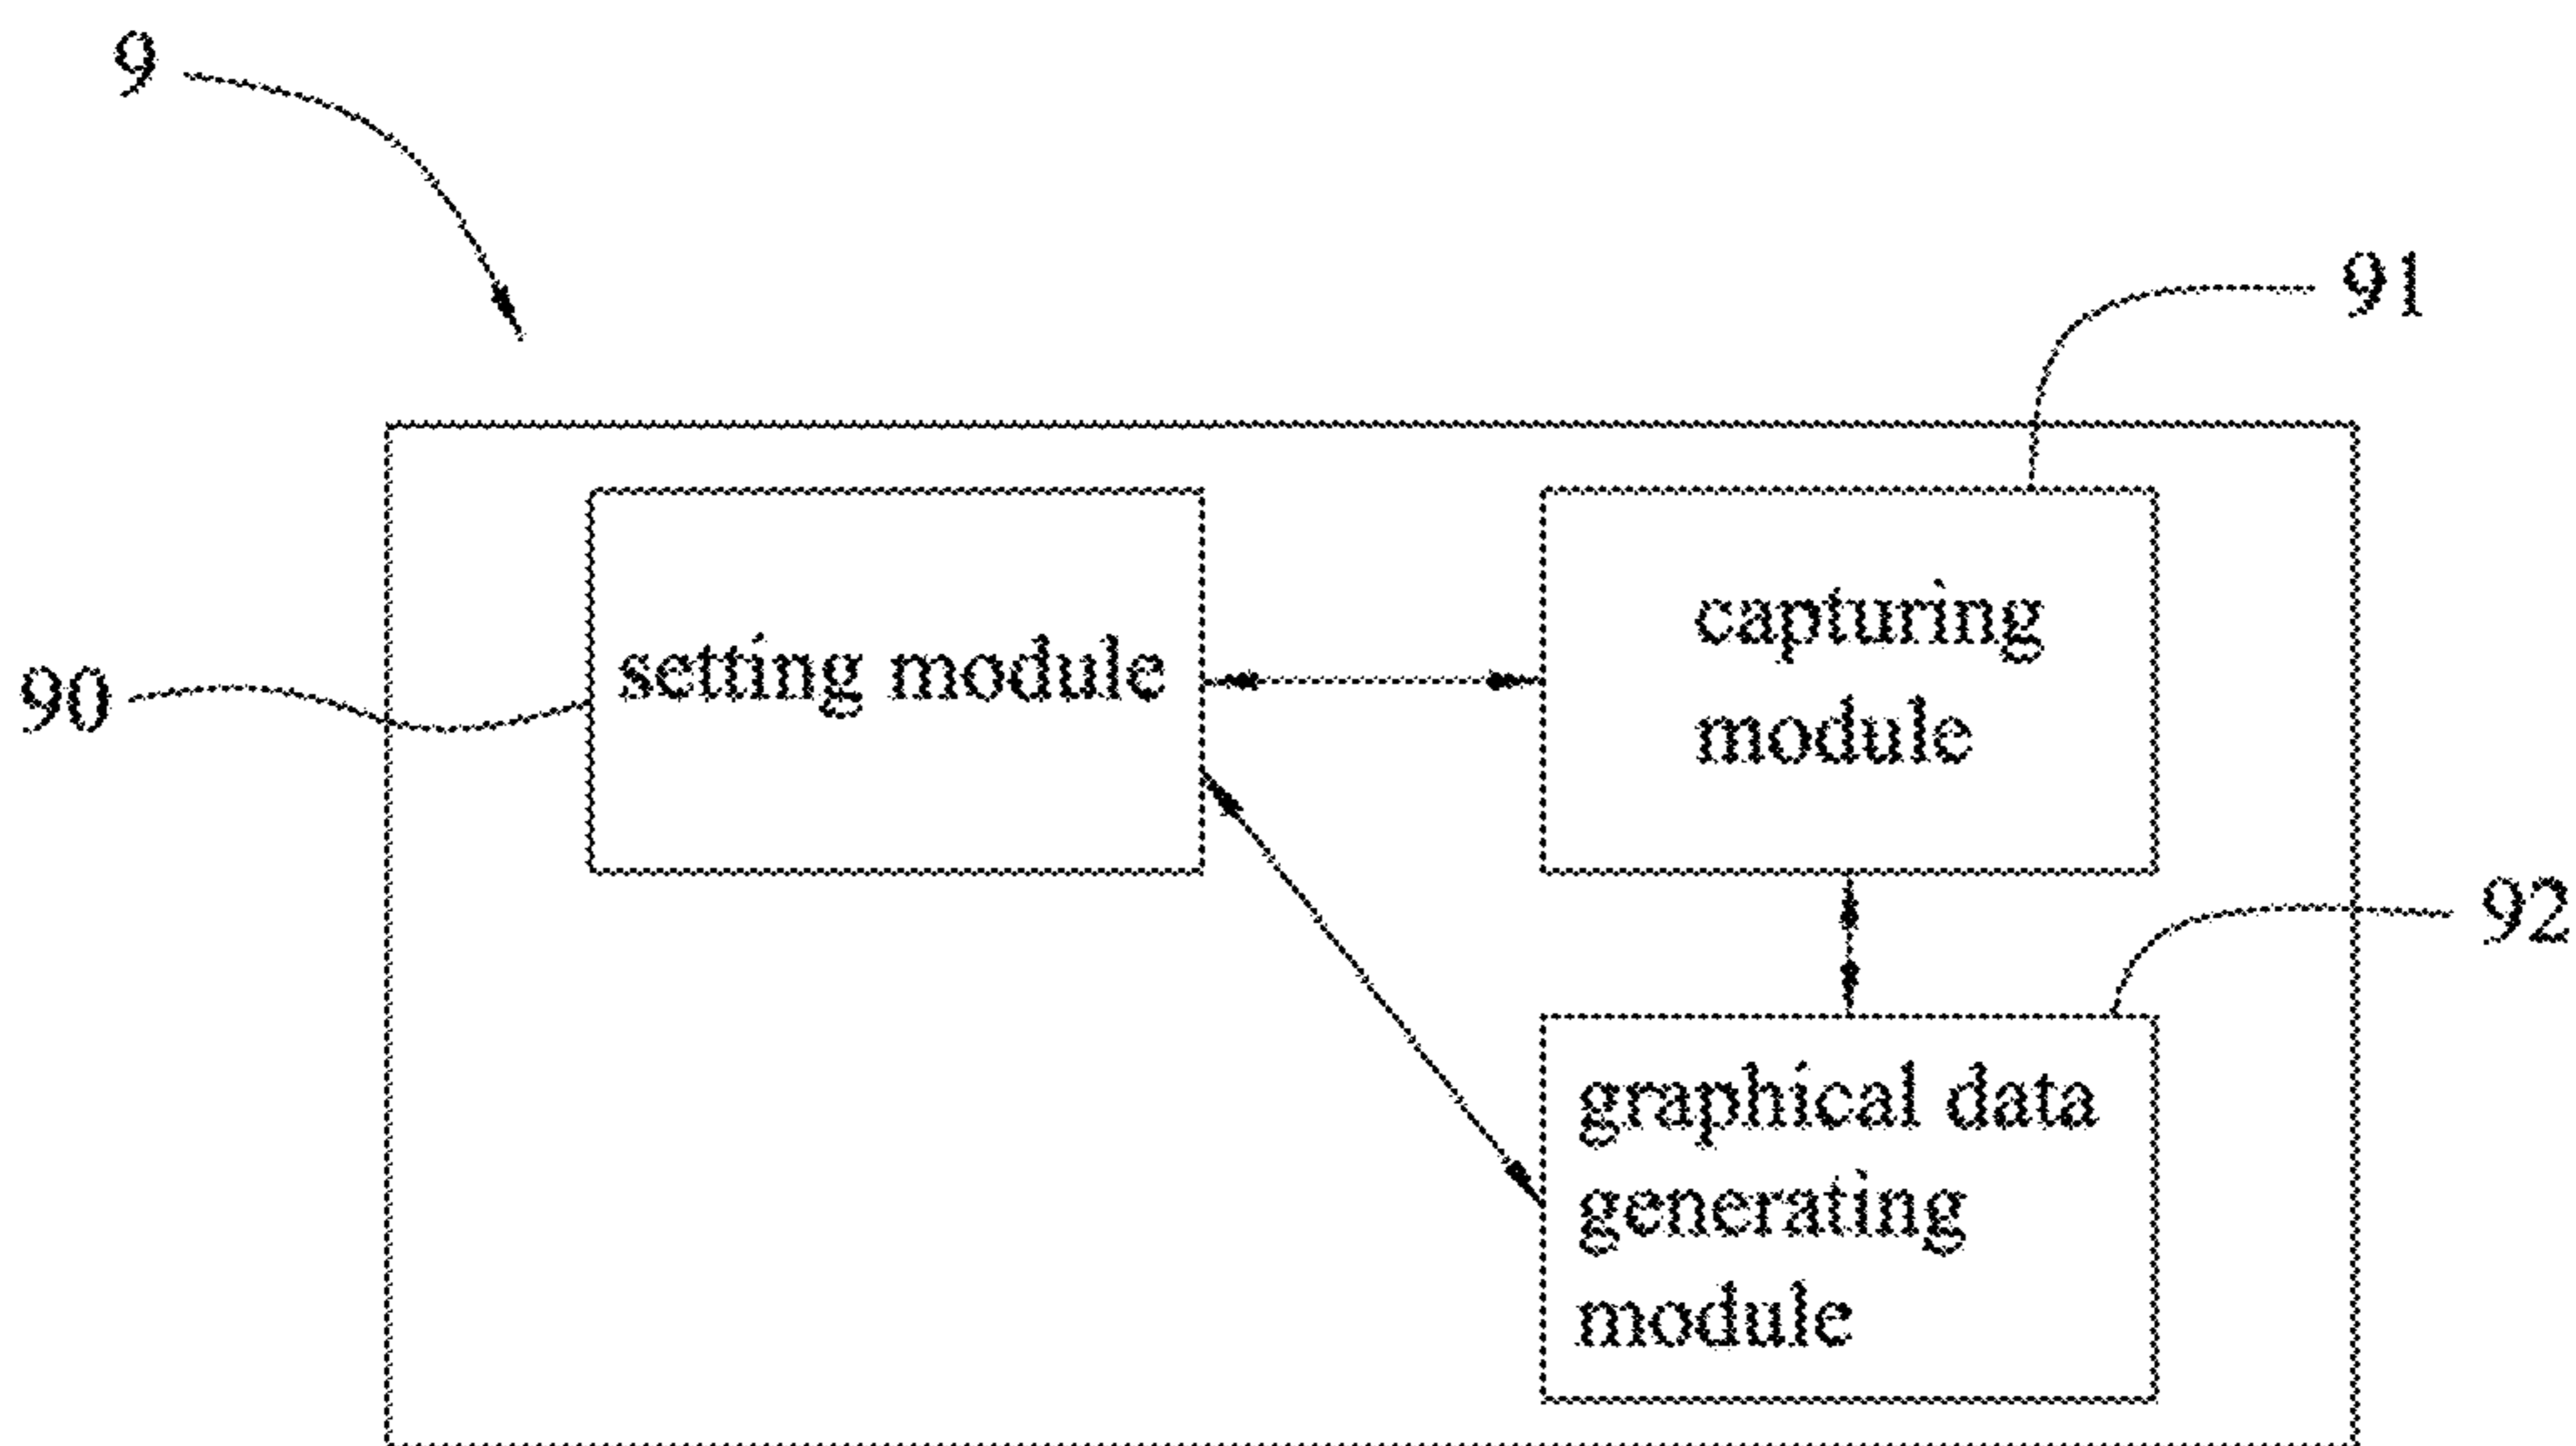 9
91
setting module
capturing
module
90
92
graphical data
generating
module